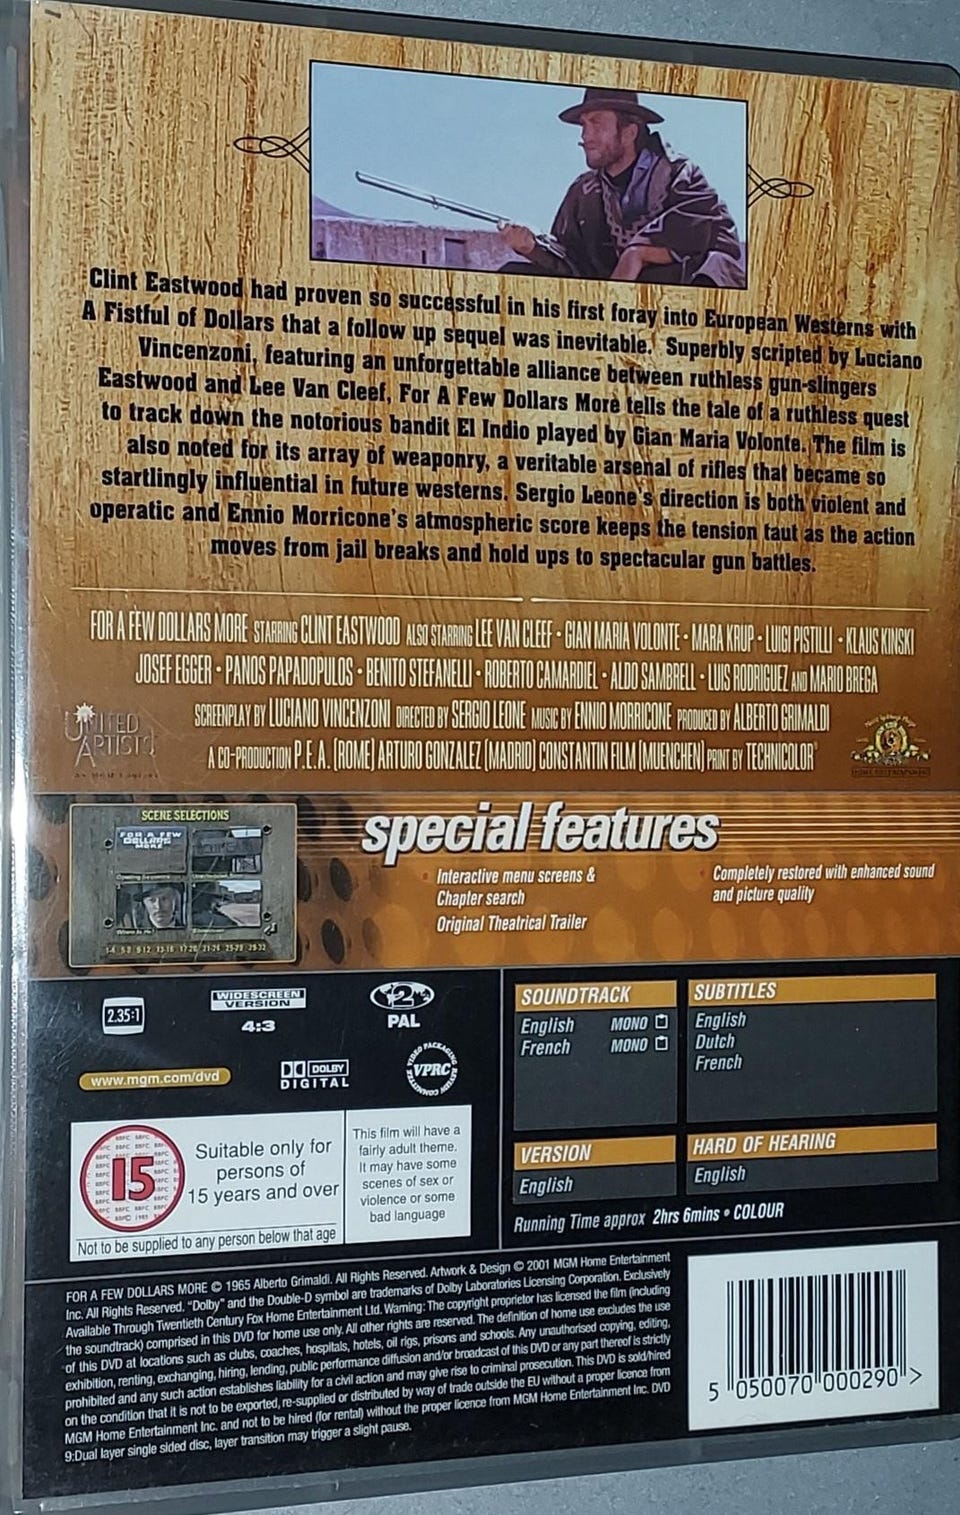 Clint Eastwood had proven so successful in his first foray into European Westerns with
A Fistful of Dollars that a follow up sequel was inevitable. Superbly scripted by Luciano
Vincenzoni, featuring an unforgettable alliance between ruthless gun-slingers
Eastwood and Lee Van Cleef, For A Few Dollars More tells the tale of a ruthless quest
to track down the notorious bandit El Indio played by Gian Maria Volonte. The film is
also noted for its array of weaponry, a veritable arsenal of rifles that became so
startlingly influential in future westerns. Sergio Leone's direction is both violent and
operatic and Ennio Morricone's atmospheric score keeps the tension taut as the action
moves from jail breaks and hold ups to spectacular gun battles.
FOR A FEW DOLLARS MORE STARRING CLINT EASTWOOD ALSO STARRING LEE VAN CLEEF • GIAN MARIA VOLONTE • MARA KRUP • LUIGI PISTILLI • KLAUS KINSKI
JOSEF EGGER • PANOS PAPADOPULOS • BENITO STEFANELLI • ROBERTO CAMARDIEL • ALDO SAMBRELL • LUIS RODRIGUEZ AND MARIO BREGA
SCREENPLAY BY LUCIANO VINCENZONI DIRECTED BY SERGIO LEONE MUSIC BY ENNIO MORRICONE PRODUCED BY ALBERTO GRIMALDI
A CO-PRODUCTION P.E.A. (ROME) ARTURO GONZALEZ (MADRID) CONSTANTIN FILM (MUENCHEN) PRINT BY TECHNICOLOR®
UNITED
ARTISTS
SCENE SELECTIONS
FOR A FEW
DOLLARS
MORE
1-4 5-8 9-12 13-16 17-20 21-24 25-28 29-32
special features
Interactive menu screens &
Chapter search
Original Theatrical Trailer
Completely restored with enhanced sound
and picture quality
2.35:1
WIDESCREEN
VERSION
4:3
2
PAL
www.mgm.com/dvd
DOLBY
DIGITAL
VIDEO PACKAGING REVIEW COMMITTEE
VPRC
15
Suitable only for
persons of
15 years and over
Not to be supplied to any person below that age
This film will have a
fairly adult theme.
It may have some
scenes of sex or
violence or some
bad language
SOUNDTRACK
English MONO
French MONO
SUBTITLES
English
Dutch
French
VERSION
English
HARD OF HEARING
English
Running Time approx 2hrs 6mins • COLOUR
FOR A FEW DOLLARS MORE © 1965 Alberto Grimaldi. All Rights Reserved. Artwork & Design © 2001 MGM Home Entertainment
Inc. All Rights Reserved. "Dolby" and the Double-D symbol are trademarks of Dolby Laboratories Licensing Corporation. Exclusively
Available Through Twentieth Century Fox Home Entertainment Ltd. Warning: The copyright proprietor has licensed the film (including
the soundtrack) comprised in this DVD for home use only. All other rights are reserved. The definition of home use excludes the use
of this DVD at locations such as clubs, coaches, hospitals, hotels, oil rigs, prisons and schools. Any unauthorised copying, editing,
exhibition, renting, exchanging, hiring, lending, public performance diffusion and/or broadcast of this DVD or any part thereof is strictly
prohibited and any such action establishes liability for a civil action and may give rise to criminal prosecution. This DVD is sold/hired
on the condition that it is not to be exported, re-supplied or distributed by way of trade outside the EU without a proper licence from
MGM Home Entertainment Inc. and not to be hired (for rental) without the proper licence from MGM Home Entertainment Inc. DVD
9:Dual layer single sided disc, layer transition may trigger a slight pause.
5 050070 000290 >